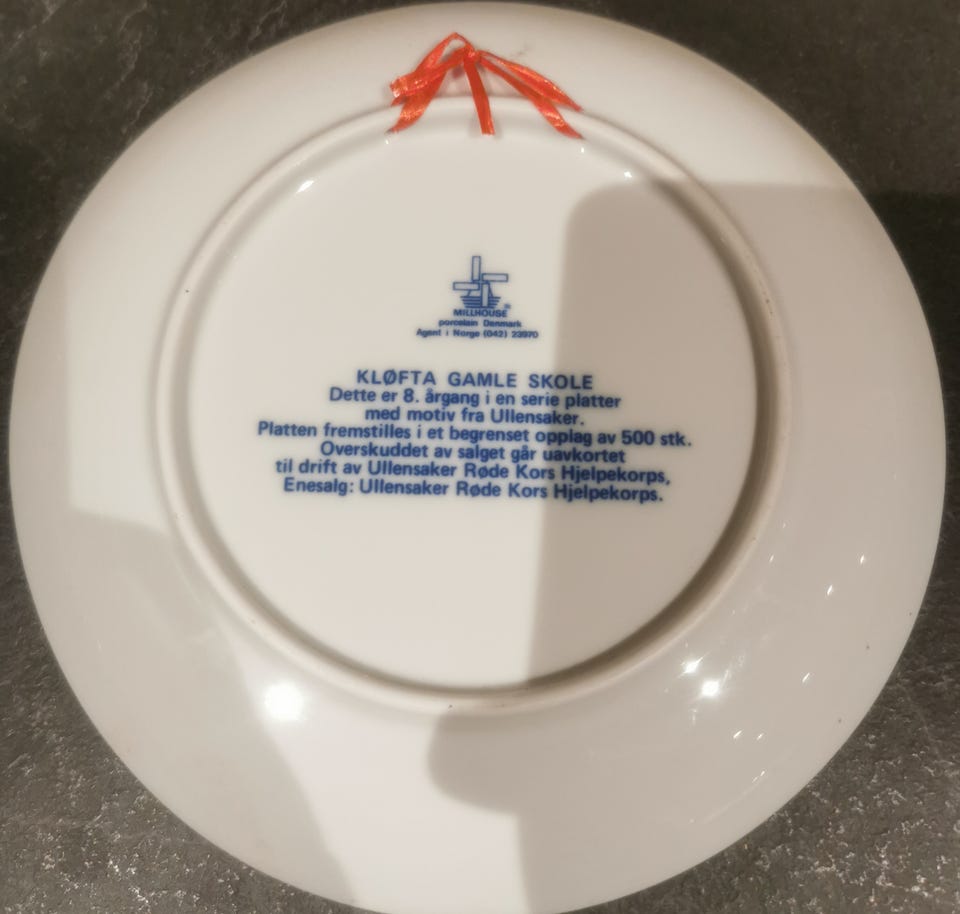 MILLHOUSE
porcelain Denmark
Agent i Norge (042) 23970
KLØFTA GAMLE SKOLE
Dette er 8. årgang i en serie platter
med motiv fra Ullensaker.
Platten fremstilles i et begrenset opplag av 500 stk.
Overskuddet av salget går uavkortet
til drift av Ullensaker Røde Kors Hjelpekorps,
Enesalg: Ullensaker Røde Kors Hjelpekorps.